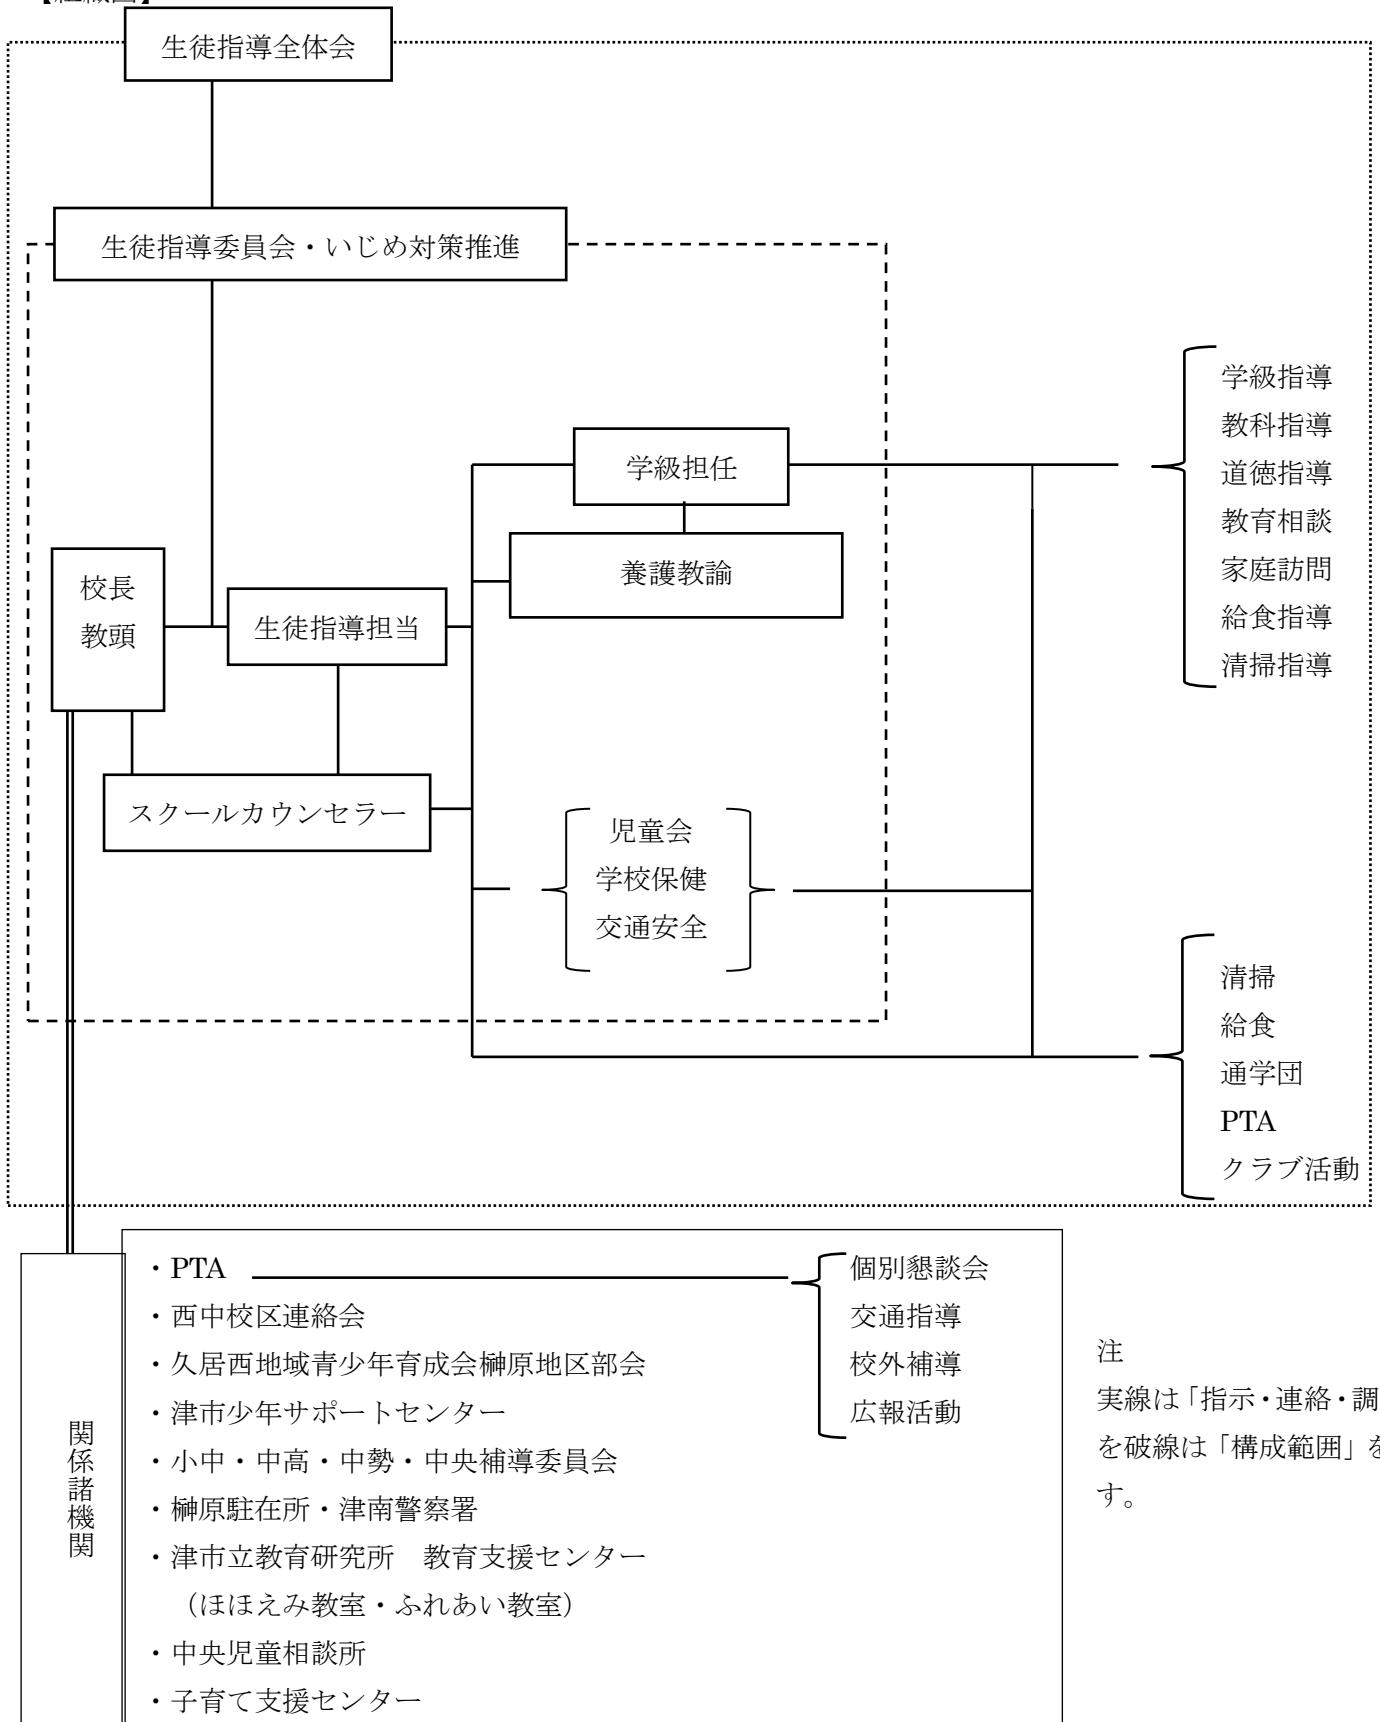 生徒指導全体会
生徒指導委員会・いじめ対策推進
学級指導
教科指導
道徳指導
教育相談
家庭訪問
給食指導
清掃指導
学級担任
養護教諭
校長
教頭
生徒指導担当
スクールカウンセラー
児童会
学校保健
交通安全
清掃
給食
通学団
PTA
クラブ活動
関係諸機関
・PTA
・西中校区連絡会
・久居西地域青少年育成会榊原地区部会
・津市少年サポートセンター
・小中・中高・中勢・中央補導委員会
・榊原駐在所・津南警察署
・津市立教育研究所　教育支援センター
（ほほえみ教室・ふれあい教室）
・中央児童相談所
・子育て支援センター
個別懇談会
交通指導
校外補導
広報活動
注
実線は「指示・連絡・調
を破線は「構成範囲」を
す。